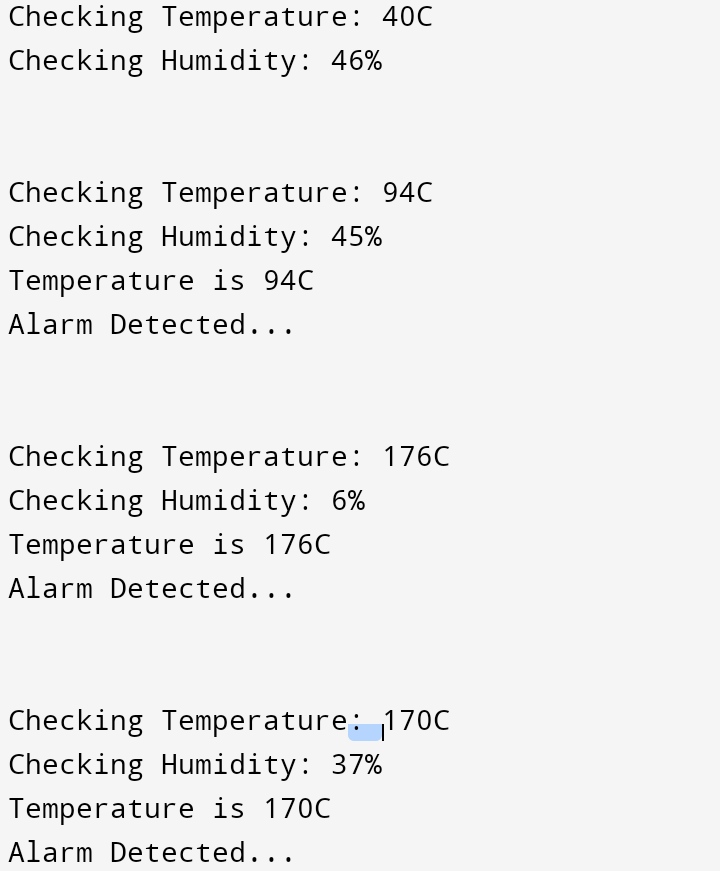 Checking Temperature: 40C
Checking Humidity: 46%
Checking Temperature: 94C
Checking Humidity: 45%
Temperature is 94C
Alarm Detected...
Checking Temperature: 176C
Checking Humidity: 6%
Temperature is 176C
Alarm Detected...
Checking Temperature: 170C
Checking Humidity: 37%
Temperature is 170C
Alarm Detected...